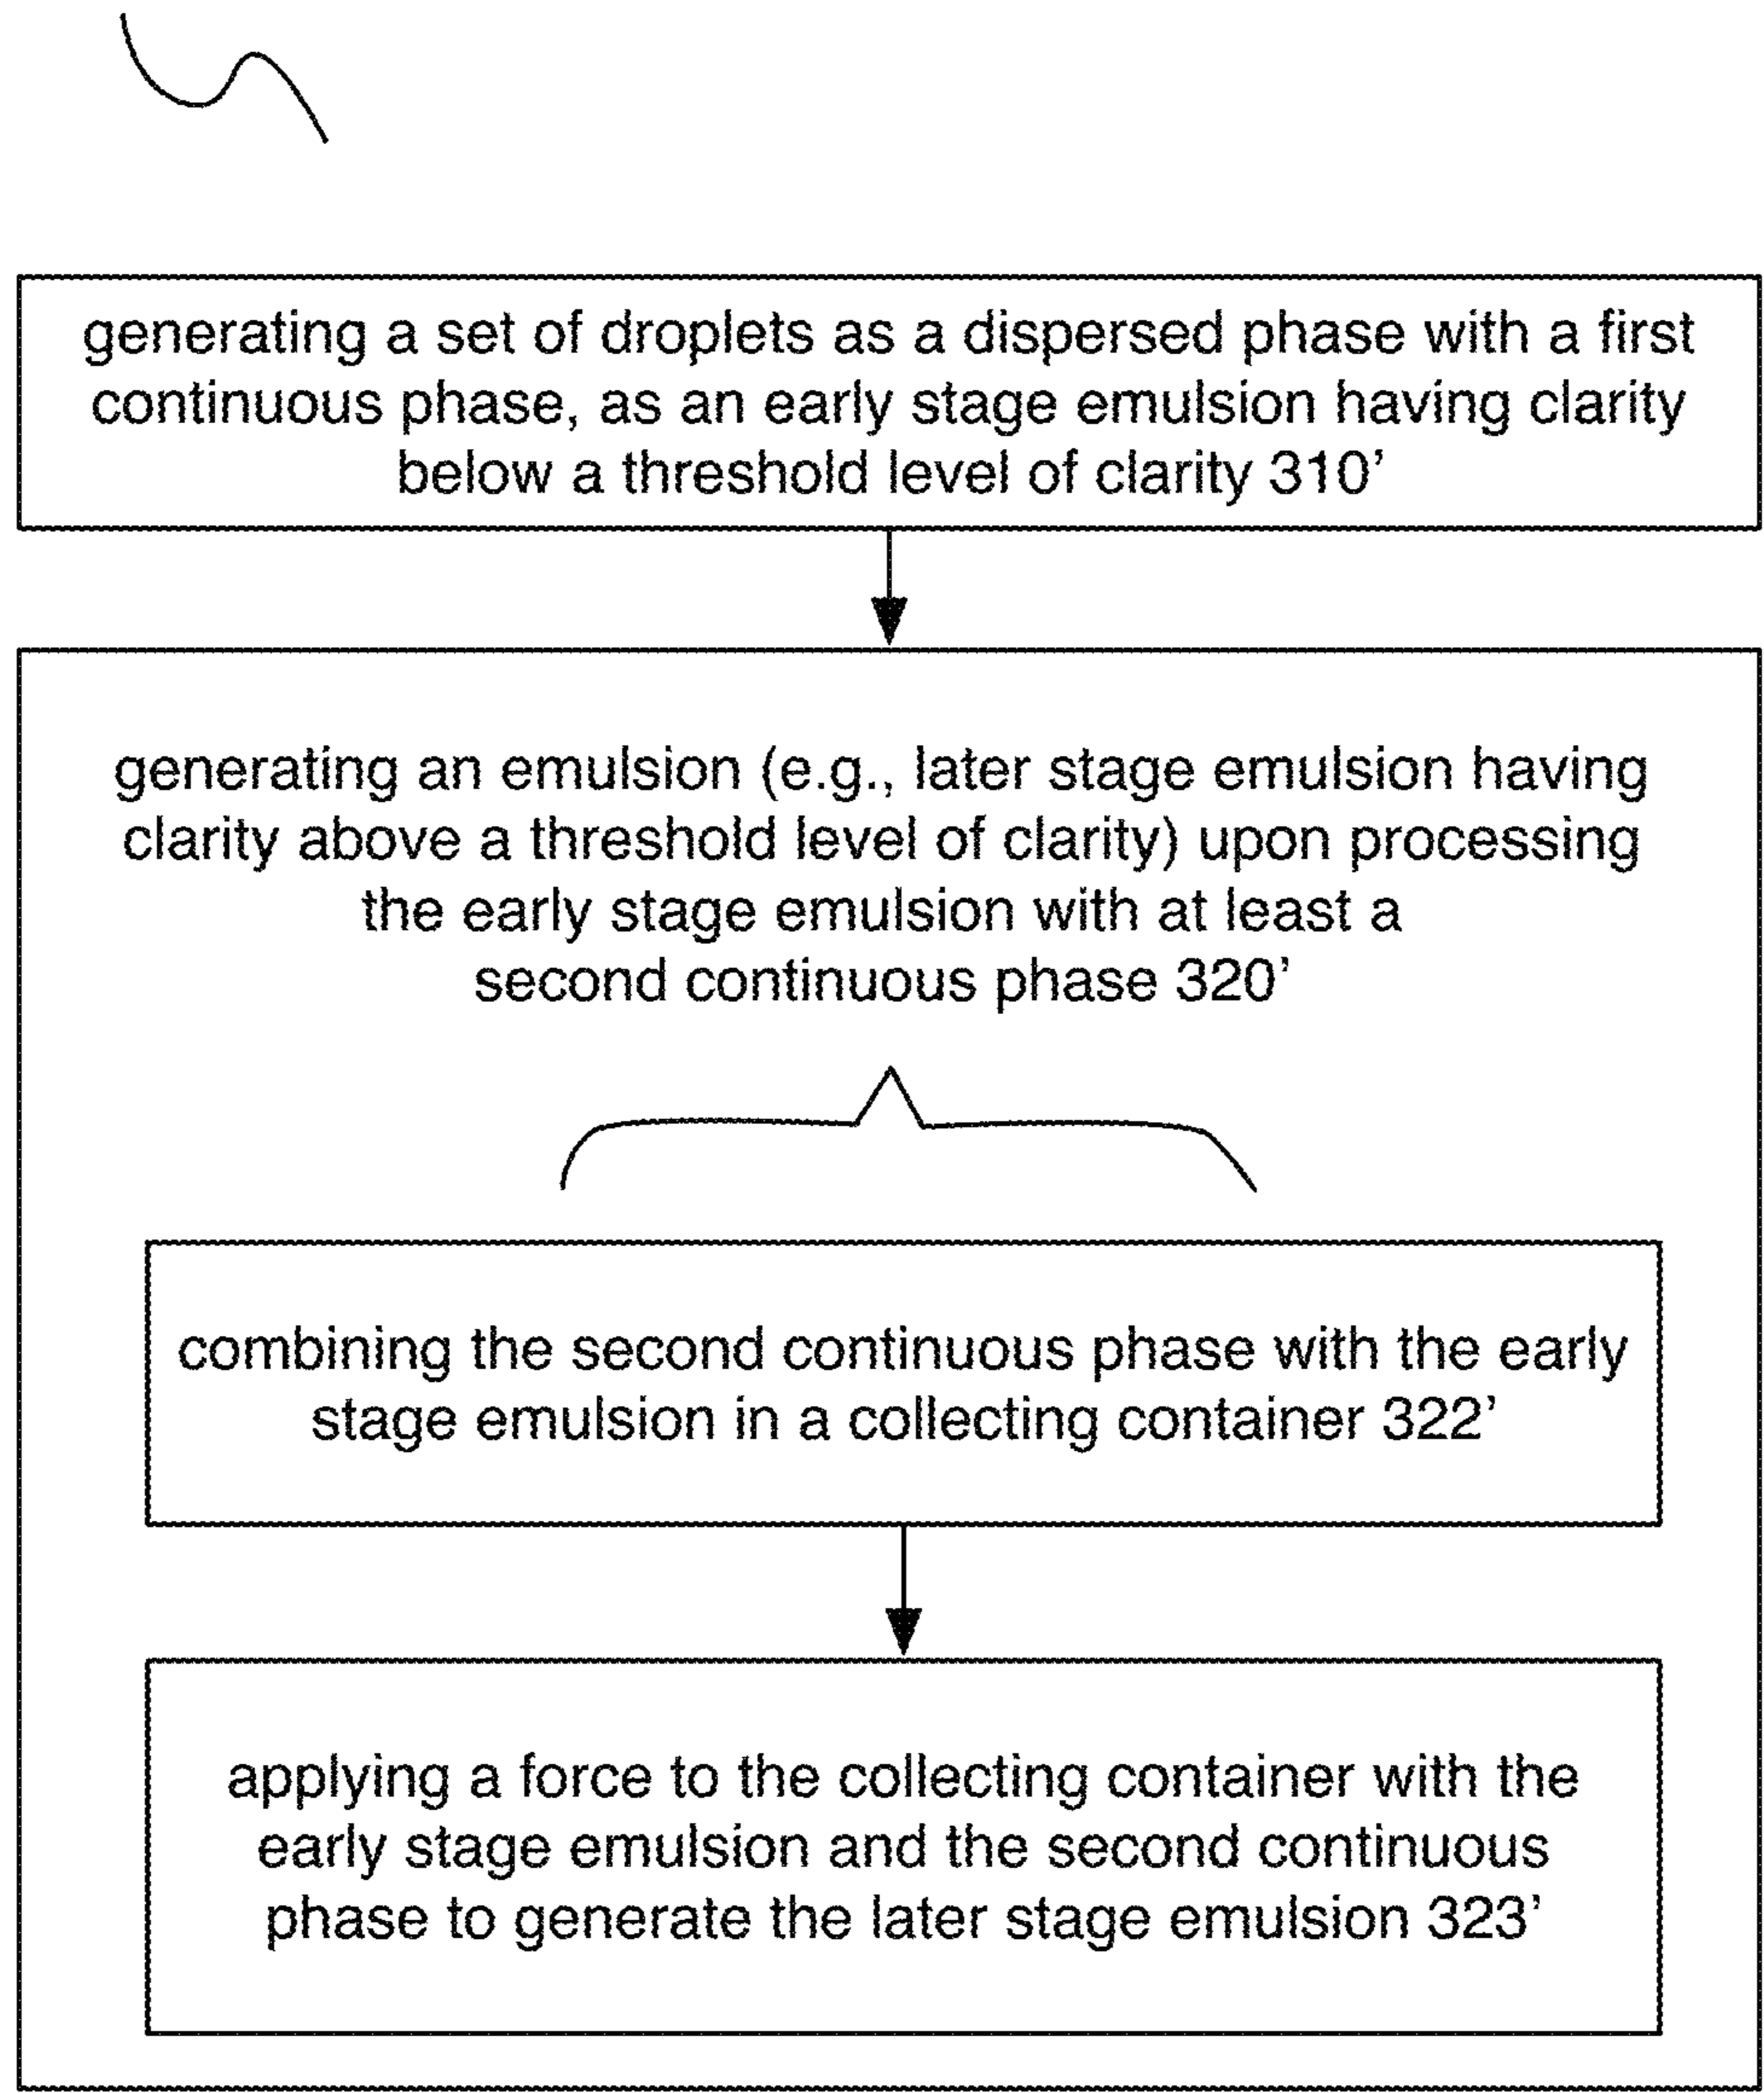 generating a set of droplets as a dispersed phase with a first
continuous phase, as an early stage emulsion having clarity
below a threshold level of clarity 310’
generating an emulsion (e.g., later stage emulsion having
clarity above a threshold level of clarity) upon processing
the early stage emulsion with at least a
second continuous phase 320’
combining the second continuous phase with the early
stage emulsion in a collecting container 322’
applying a force to the collecting container with the
early stage emulsion and the second continuous
phase to generate the later stage emulsion 323’